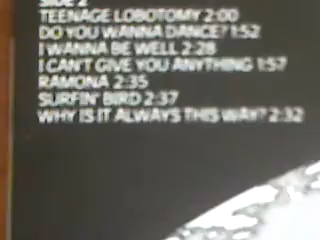 SIDE 2
TEENAGE LOBOTOMY 2:00
DO YOU WANNA DANCE? 1:52
I WANNA BE WELL 2:28
I CAN'T GIVE YOU ANYTHING 1:57
RAMONA 2:35
SURFIN' BIRD 2:37
WHY IS IT ALWAYS THIS WAY? 2:32